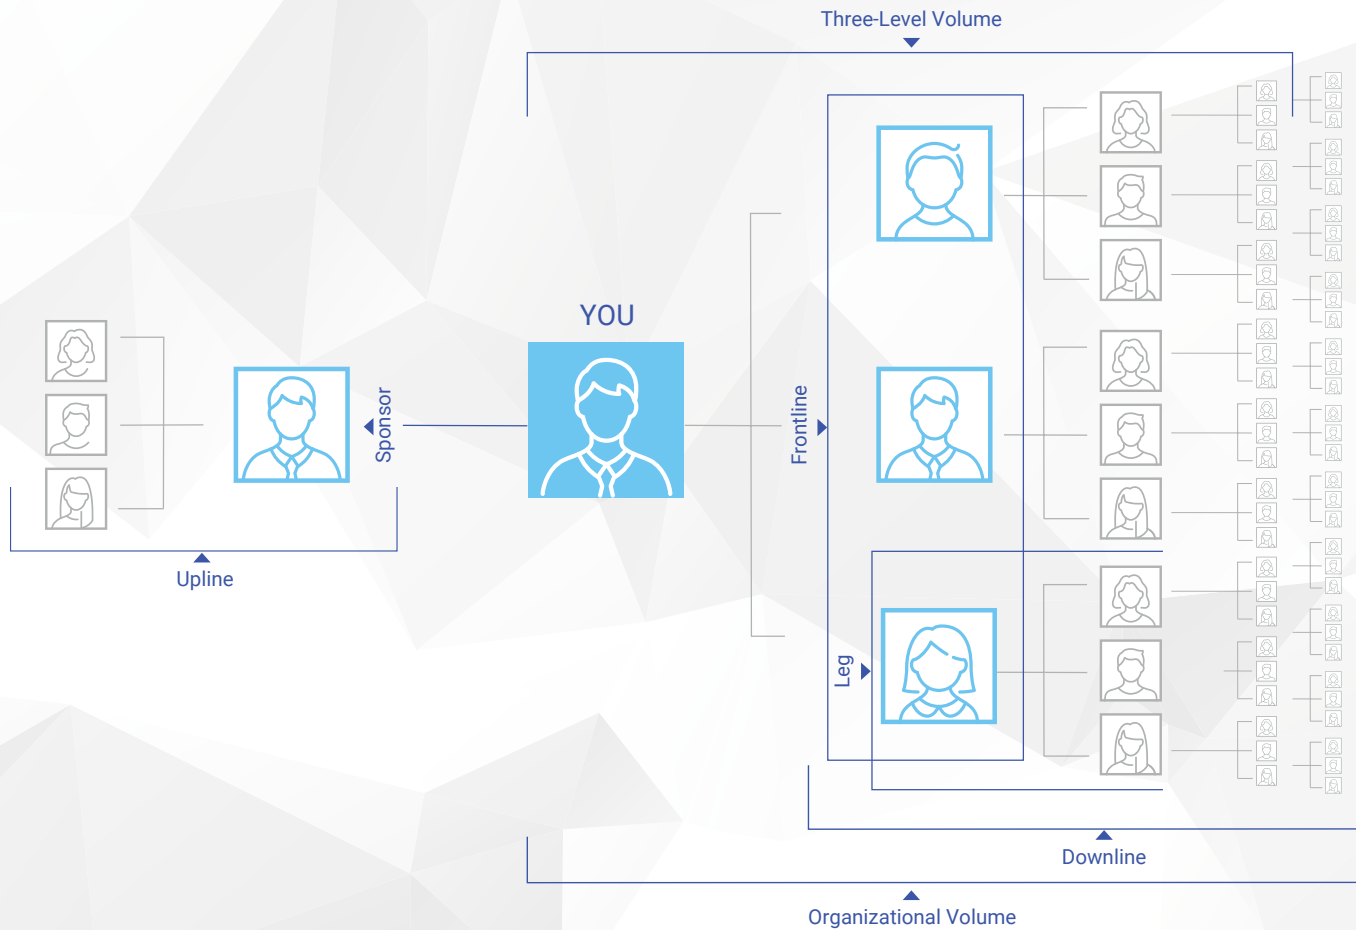 Three-Level Volume
YOU
Sponsor
Frontline
Upline
Leg
Downline
Organizational Volume